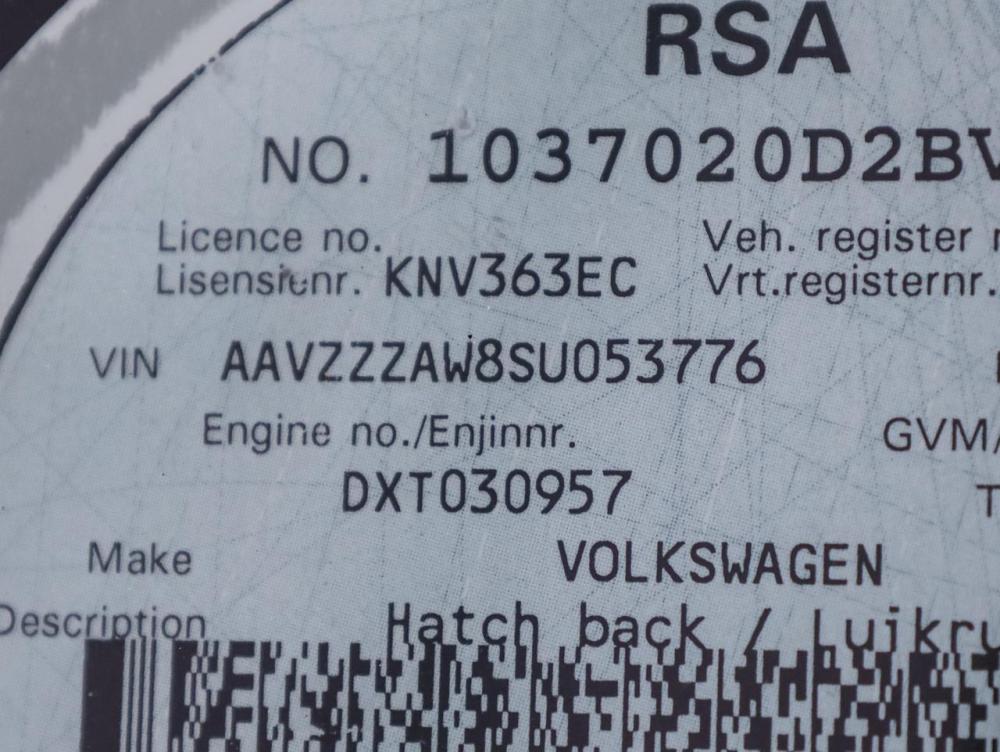 RSA
NO. 1037020D2BV
Licence no.
Lisensienr. KNV363EC
Veh. register
Vrt.registernr.
VIN AAVZZZAW8SU053776
Engine no./Enjinnr.
GVM/
DXT030957
T
Make VOLKSWAGEN
Description Hatch back / Luikru